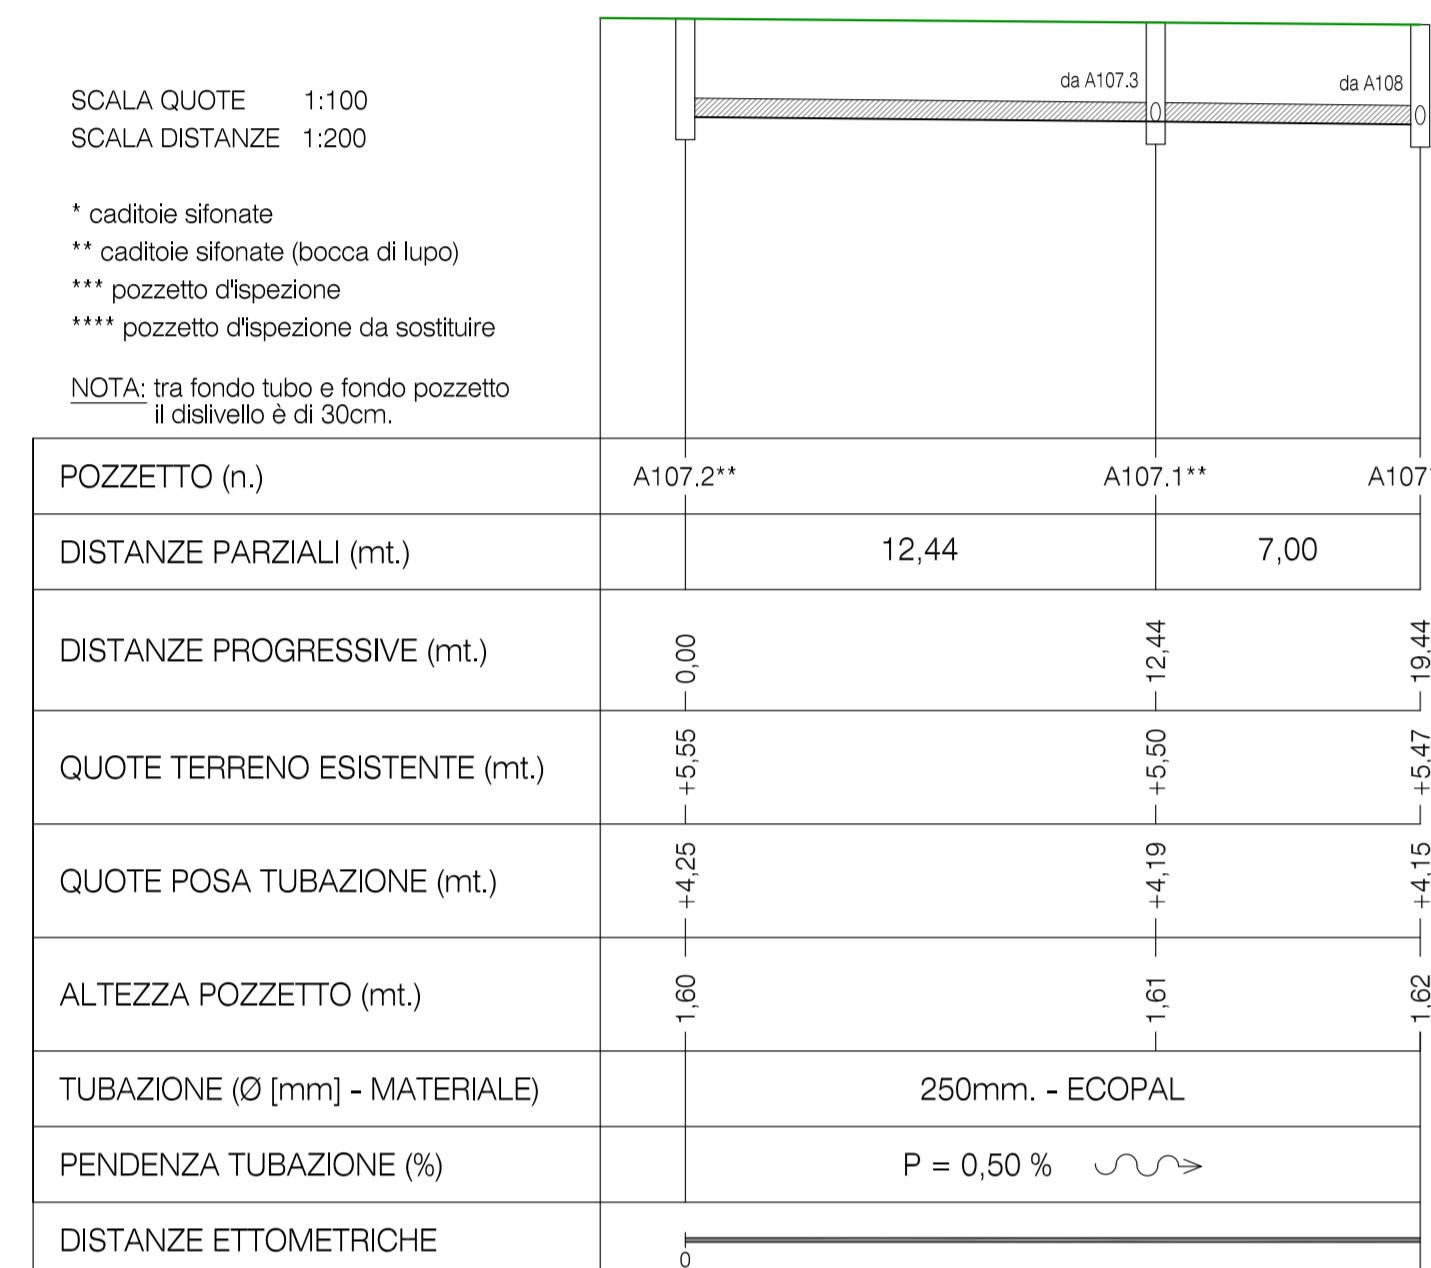 da A107.3
da A108
SCALA QUOTE 1:100
SCALA DISTANZE 1:200
* caditoie sifonate
** caditoie sifonate (bocca di lupo)
*** pozzetto d'ispezione
**** pozzetto d'ispezione da sostituire
NOTA: tra fondo tubo e fondo pozzetto
il dislivello è di 30cm.
POZZETTO (n.) A107.2** A107.1** A107
DISTANZE PARZIALI (mt.) 12,44 7,00
DISTANZE PROGRESSIVE (mt.) 0,00 12,44 19,44
QUOTE TERRENO ESISTENTE (mt.) +5,55 +5,50 +5,47
QUOTE POSA TUBAZIONE (mt.) +4,25 +4,19 +4,15
ALTEZZA POZZETTO (mt.) 1,60 1,61 1,62
TUBAZIONE (Ø [mm] - MATERIALE) 250mm. - ECOPAL
PENDENZA TUBAZIONE (%) P = 0,50 %
DISTANZE ETTOMETRICHE 0